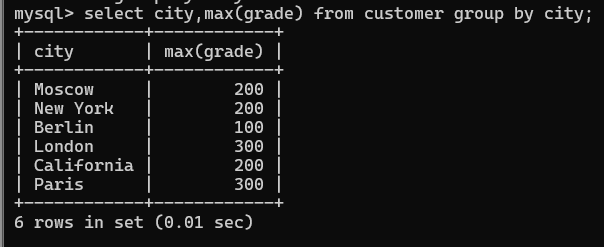 mysql> select city,max(grade) from customer group by city;
+------------+------------+
| city       | max(grade) |
+------------+------------+
| Moscow     |        200 |
| New York   |        200 |
| Berlin     |        100 |
| London     |        300 |
| California |        200 |
| Paris      |        300 |
+------------+------------+
6 rows in set (0.01 sec)